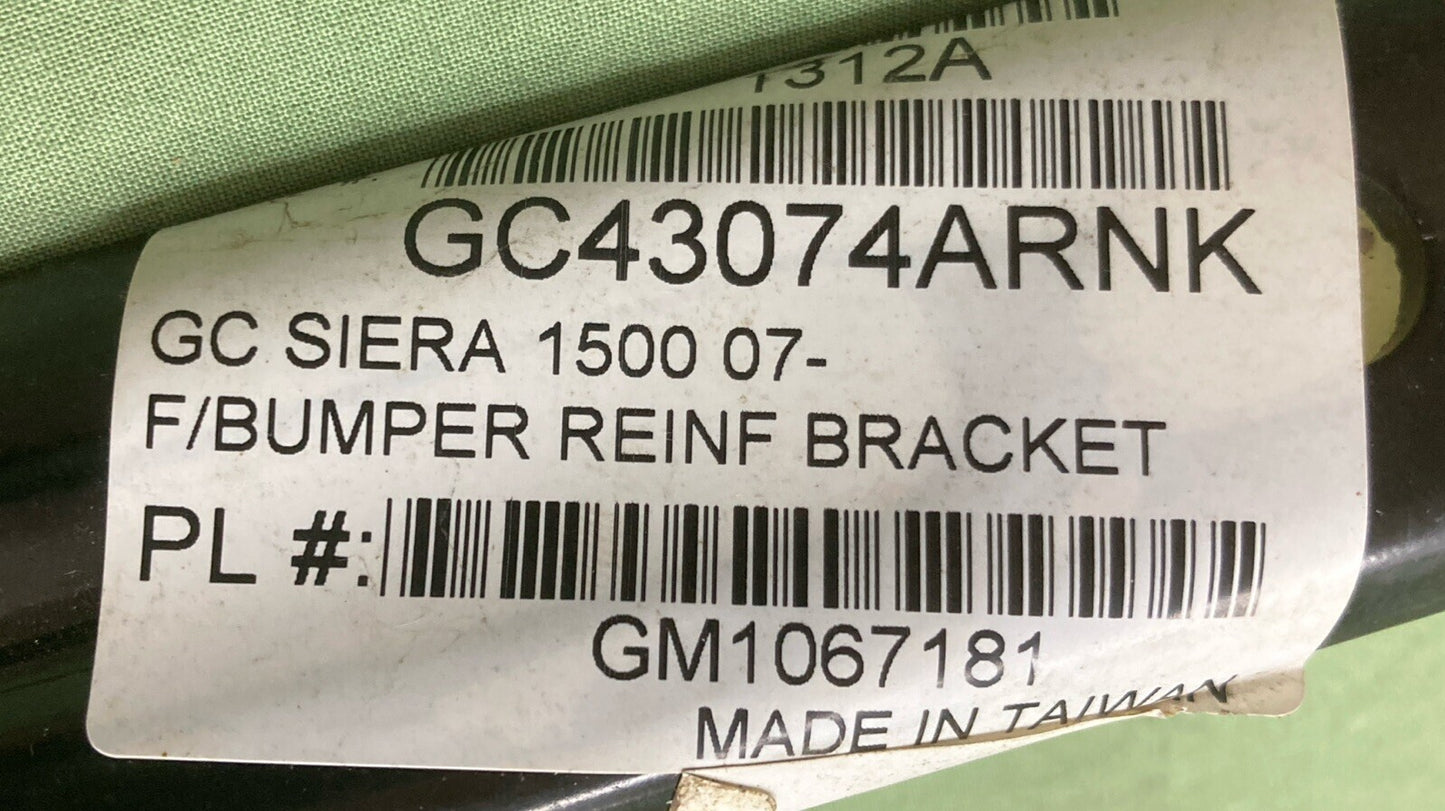 1312A
GC43074ARNK
GC SIERA 1500 07-
F/BUMPER REINF BRACKET
PL #:
GM1067181
MADE IN TAIWAN